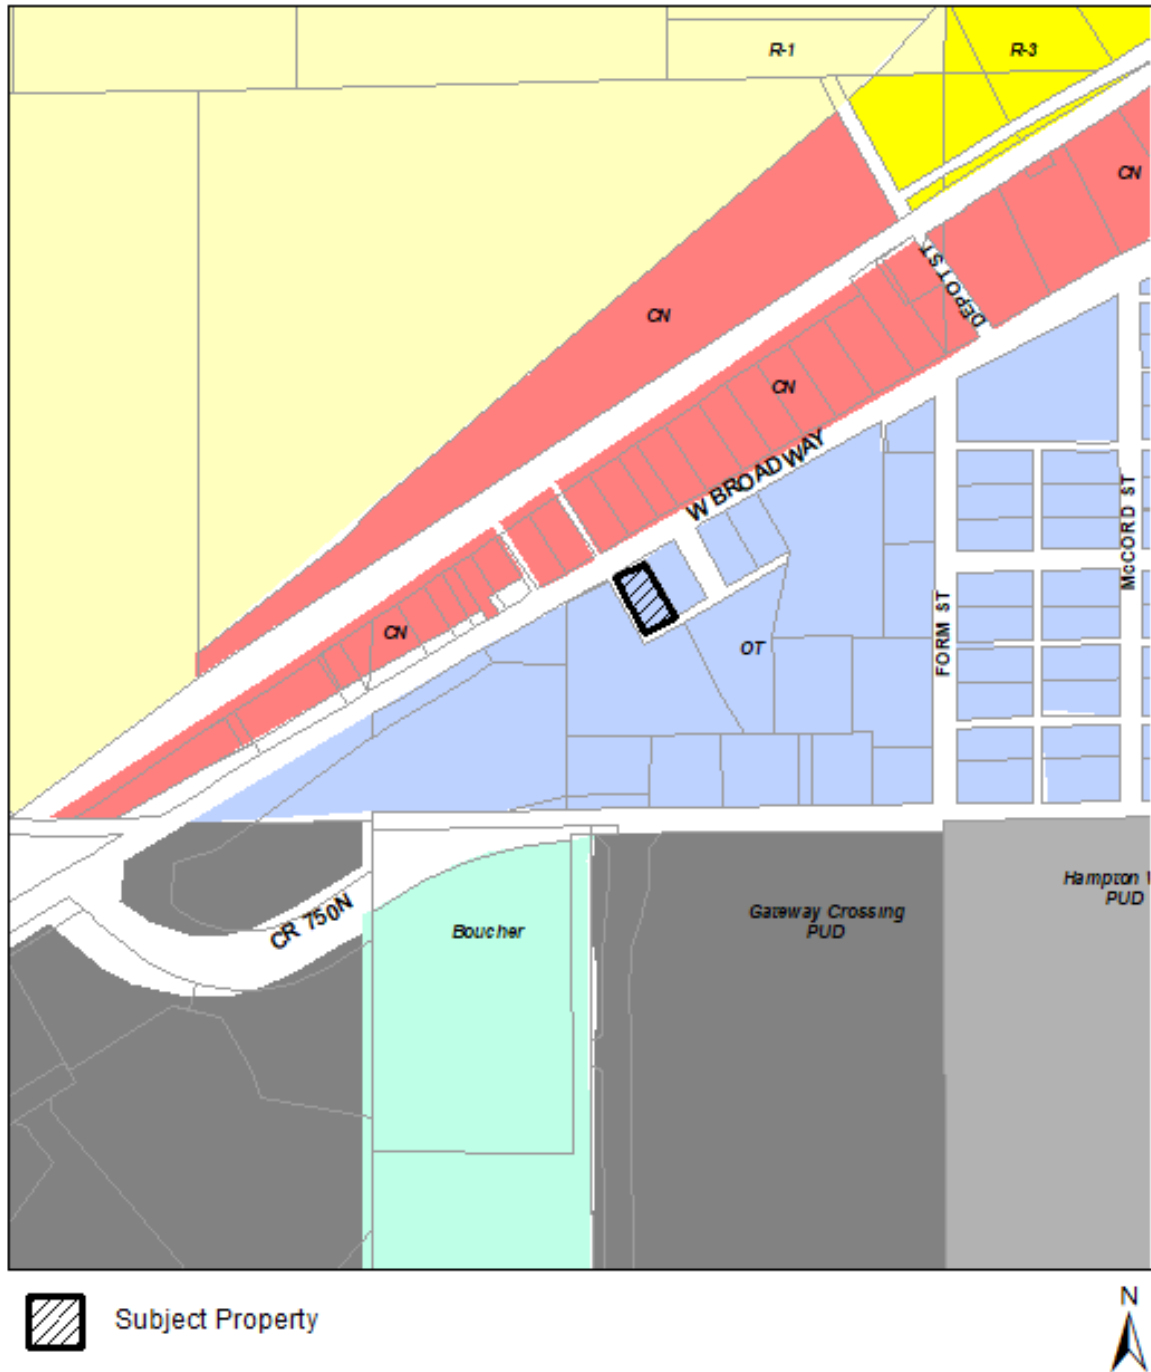 R-1
R-3
CN
DEPOT ST
CN
CN
W BROADWAY
McCORD ST
FORM ST
CN
OT
Hampton
PUD
Gateway Crossing
PUD
CR 750N
Boucher
N
Subject Property